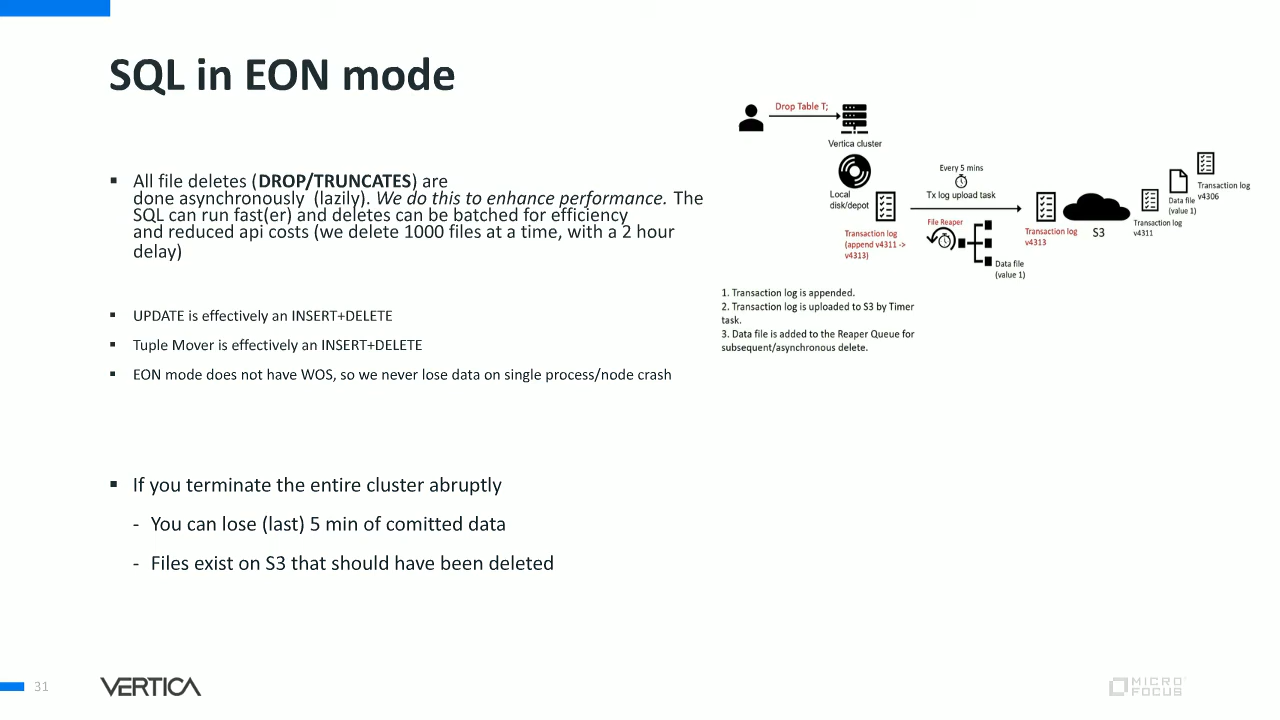 SQL in EON mode
▪ All file deletes (DROP/TRUNCATES) are
done asynchronously (lazily). We do this to enhance performance. The
SQL can run fast(er) and deletes can be batched for efficiency
and reduced api costs (we delete 1000 files at a time, with a 2 hour
delay)
▪ UPDATE is effectively an INSERT+DELETE
▪ Tuple Mover is effectively an INSERT+DELETE
▪ EON mode does not have WOS, so we never lose data on single process/node crash
▪ If you terminate the entire cluster abruptly
- You can lose (last) 5 min of comitted data
- Files exist on S3 that should have been deleted
Drop Table T;
Vertica cluster
Local
disk/depot
Transaction log
(append v4311 ->
v4313)
Every 5 mins
Tx log upload task
File Reaper
Data file
(value 1)
Transaction log
v4313
S3
Transaction log
v4311
Data file
(value 1)
Transaction log
v4306
1. Transaction log is appended.
2. Transaction log is uploaded to S3 by Timer
task.
3. Data file is added to the Reaper Queue for
subsequent/asynchronous delete.
31
VERTICA
MICRO
FOCUS